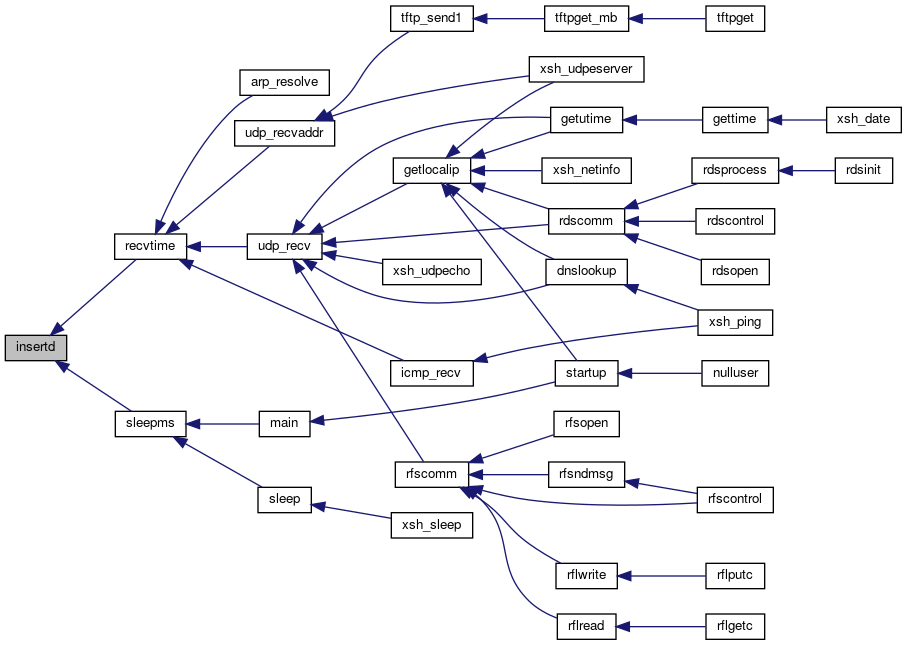 tftp_send1
tftpget_mb
tftpget
xsh_udpeserver
arp_resolve
udp_recvaddr
getutime
gettime
xsh_date
getlocalip
xsh_netinfo
rdsprocess
rdsinit
rdscomm
rdscontrol
recvtime
udp_recv
xsh_udpecho
dnslookup
rdsopen
xsh_ping
insertd
icmp_recv
startup
nulluser
sleepms
main
rfsopen
rfscomm
rfsndmsg
rfscontrol
sleep
xsh_sleep
rflwrite
rflputc
rflread
rflgetc